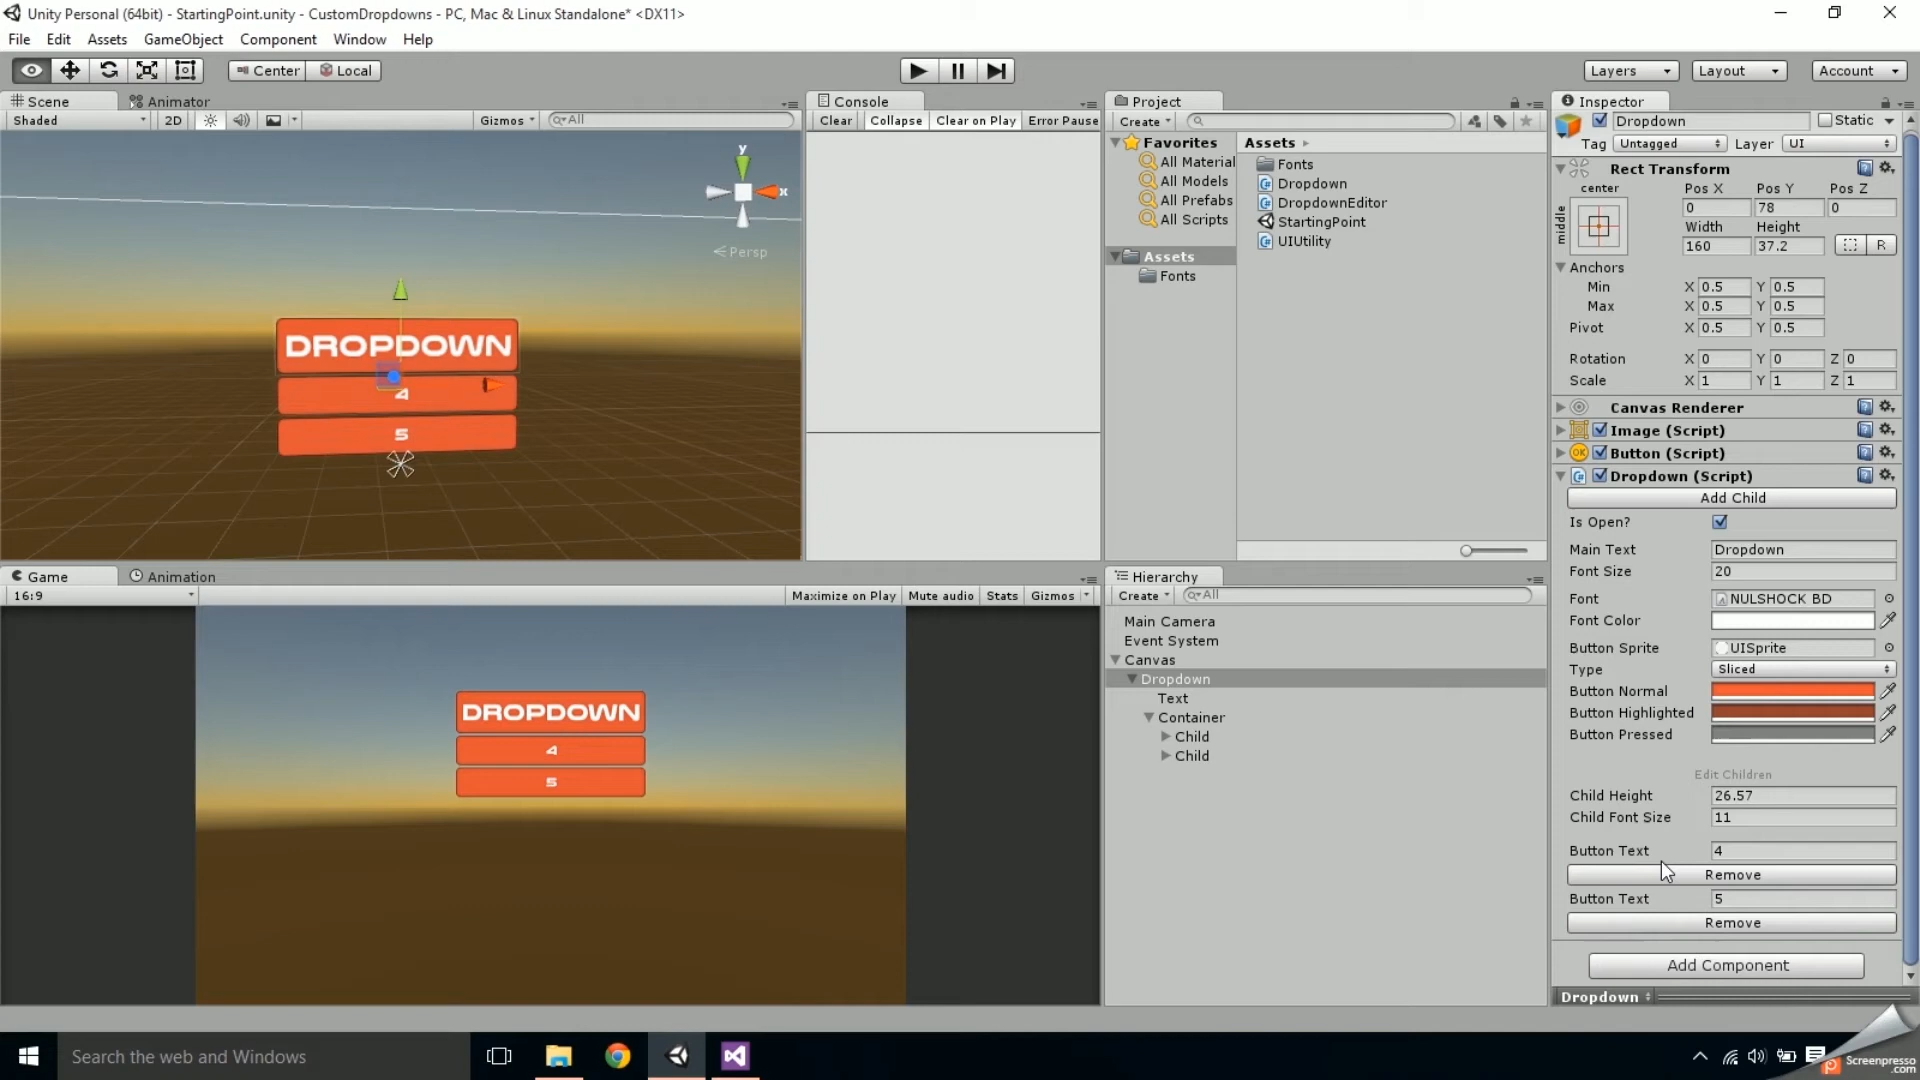 Unity Personal (64bit) - StartingPoint.unity - CustomDropdowns - PC, Mac & Linux Standalone* <DX11>
File Edit Assets GameObject Component Window Help
Center Local
Layers Layout Account
Scene Animator
Shaded 2D Gizmos All
y
x
Persp
DROPDOWN
4
5
Console
Clear Collapse Clear on Play Error Pause
Project
Create
Favorites
All Material
All Models
All Prefabs
All Scripts
Assets
Fonts
Assets
Fonts
Dropdown
DropdownEditor
StartingPoint
UIUtility
Game Animation
16:9 Maximize on Play Mute audio Stats Gizmos
DROPDOWN
4
5
Hierarchy
Create All
Main Camera
Event System
Canvas
Dropdown
Text
Container
Child
Child
Inspector
Dropdown Static
Tag Untagged Layer UI
Rect Transform
center Pos X Pos Y Pos Z
middle 0 78 0
Width Height
160 37.2 R
Anchors
Min X 0.5 Y 0.5
Max X 0.5 Y 0.5
Pivot X 0.5 Y 0.5
Rotation X 0 Y 0 Z 0
Scale X 1 Y 1 Z 1
Canvas Renderer
Image (Script)
OK Button (Script)
Dropdown (Script)
Add Child
Is Open?
Main Text Dropdown
Font Size 20
Font NULSHOCK BD
Font Color
Button Sprite UISprite
Type Sliced
Button Normal
Button Highlighted
Button Pressed
Edit Children
Child Height 26.57
Child Font Size 11
Button Text 4
Remove
Button Text 5
Remove
Add Component
Dropdown
Search the web and Windows
Screenpresso
.com